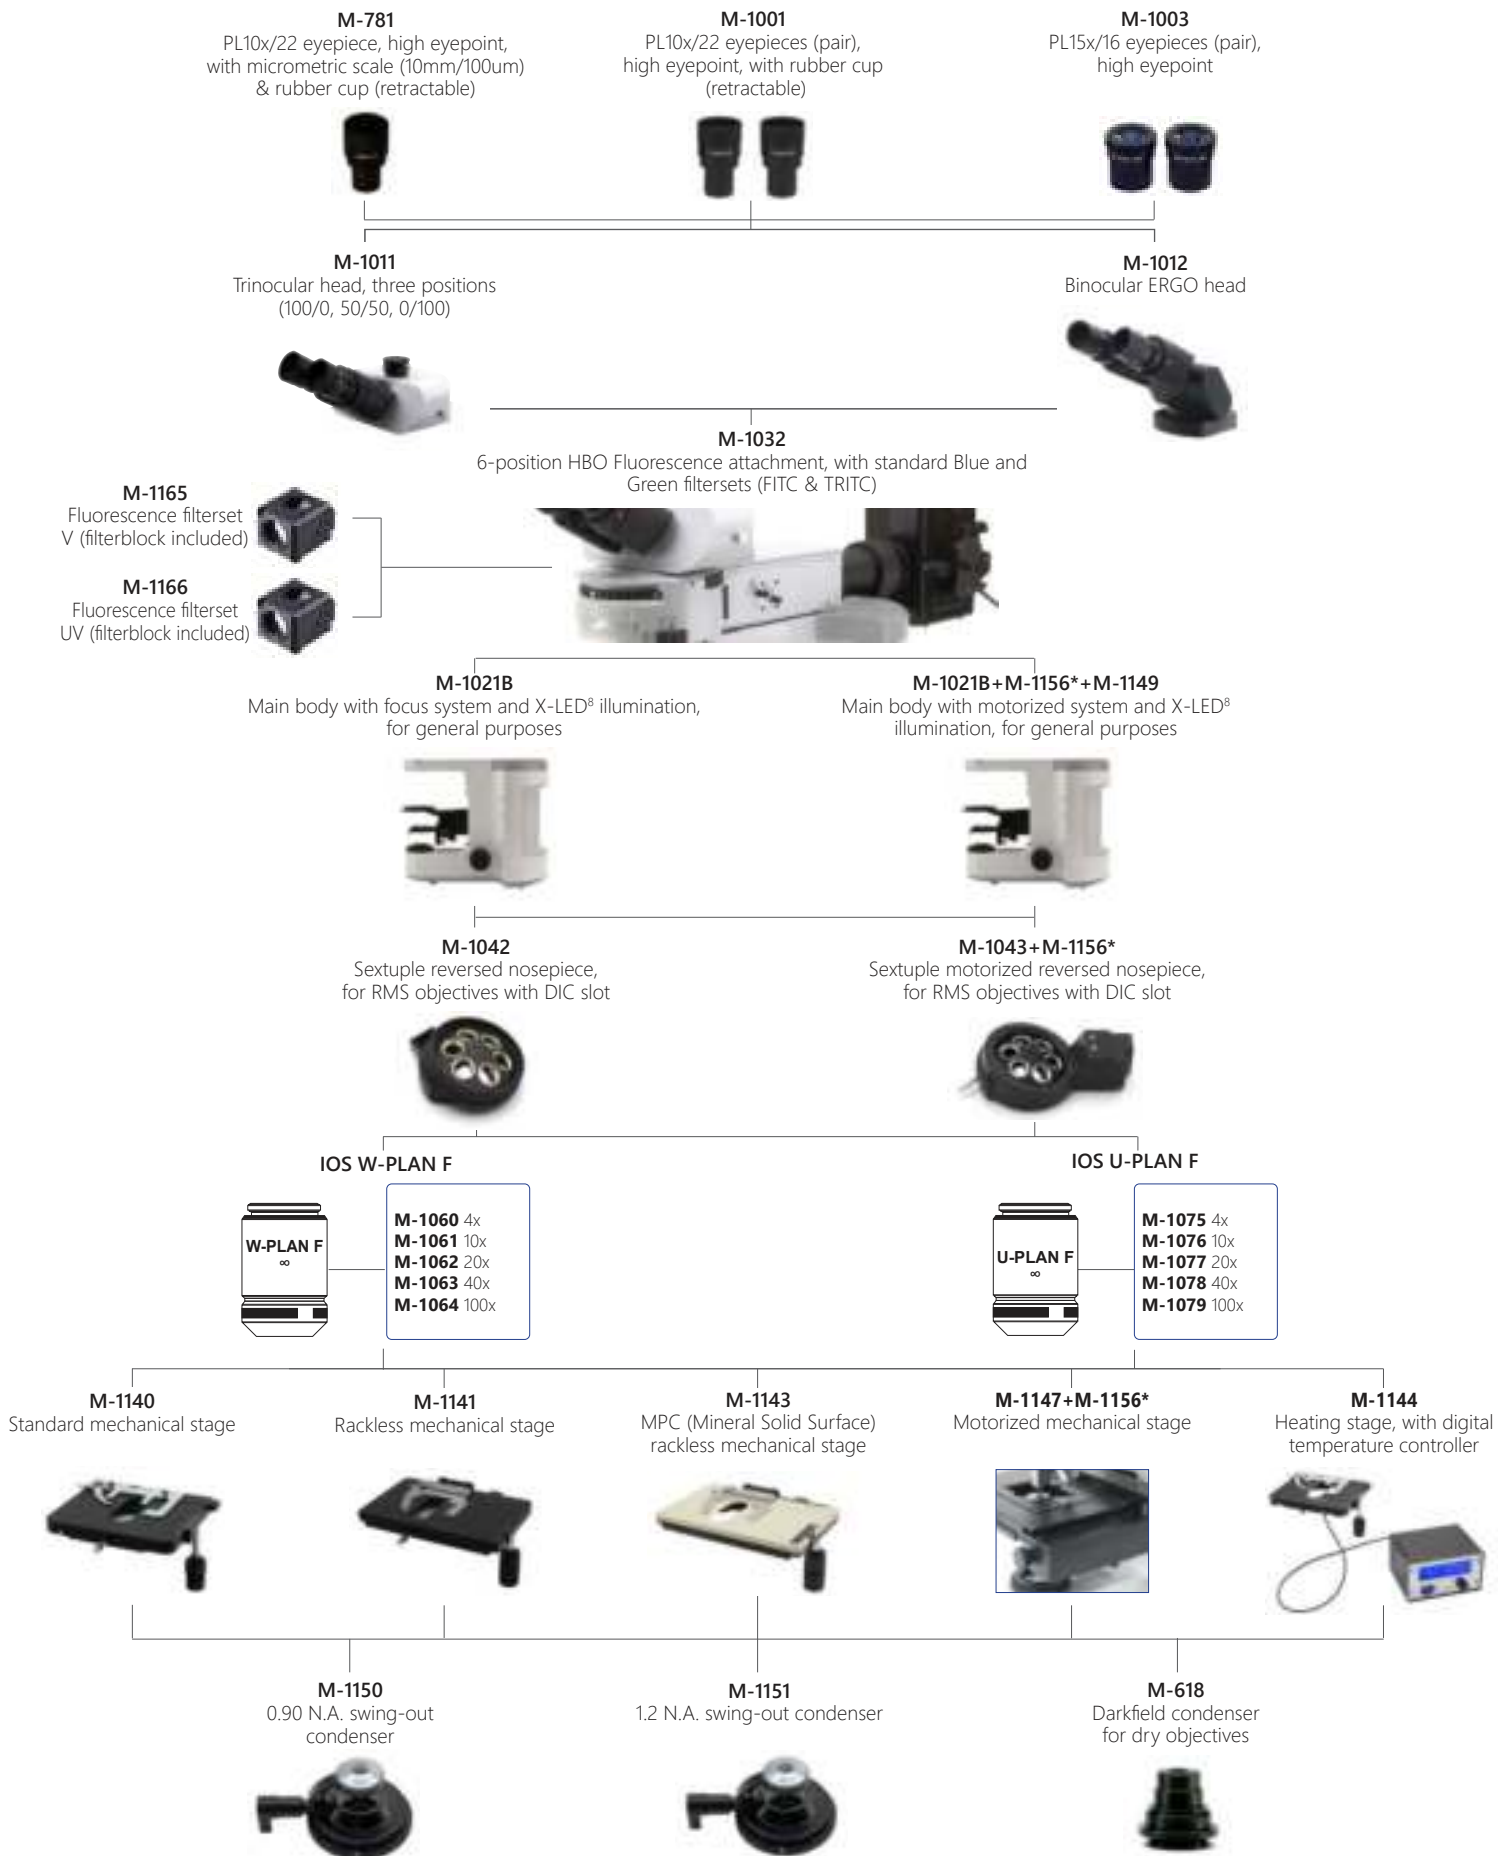 M-781
PL10x/22 eyepiece, high eyepoint,
with micrometric scale (10mm/100um)
& rubber cup (retractable)
M-1001
PL10x/22 eyepieces (pair),
high eyepoint, with rubber cup
(retractable)
M-1003
PL15x/16 eyepieces (pair),
high eyepoint
M-1011
Trinocular head, three positions
(100/0, 50/50, 0/100)
M-1012
Binocular ERGO head
M-1032
6-position HBO Fluorescence attachment, with standard Blue and
Green filtersets (FITC & TRITC)
M-1165
Fluorescence filterset
V (filterblock included)
M-1166
Fluorescence filterset
UV (filterblock included)
M-1021B
Main body with focus system and X-LED⁸ illumination,
for general purposes
M-1021B+M-1156*+M-1149
Main body with motorized system and X-LED⁸
illumination, for general purposes
M-1042
Sextuple reversed nosepiece,
for RMS objectives with DIC slot
M-1043+M-1156*
Sextuple motorized reversed nosepiece,
for RMS objectives with DIC slot
IOS W-PLAN F
W-PLAN F
∞
M-1060 4x
M-1061 10x
M-1062 20x
M-1063 40x
M-1064 100x
IOS U-PLAN F
U-PLAN F
∞
M-1075 4x
M-1076 10x
M-1077 20x
M-1078 40x
M-1079 100x
M-1140
Standard mechanical stage
M-1141
Rackless mechanical stage
M-1143
MPC (Mineral Solid Surface)
rackless mechanical stage
M-1147+M-1156*
Motorized mechanical stage
M-1144
Heating stage, with digital
temperature controller
M-1150
0.90 N.A. swing-out
condenser
M-1151
1.2 N.A. swing-out condenser
M-618
Darkfield condenser
for dry objectives